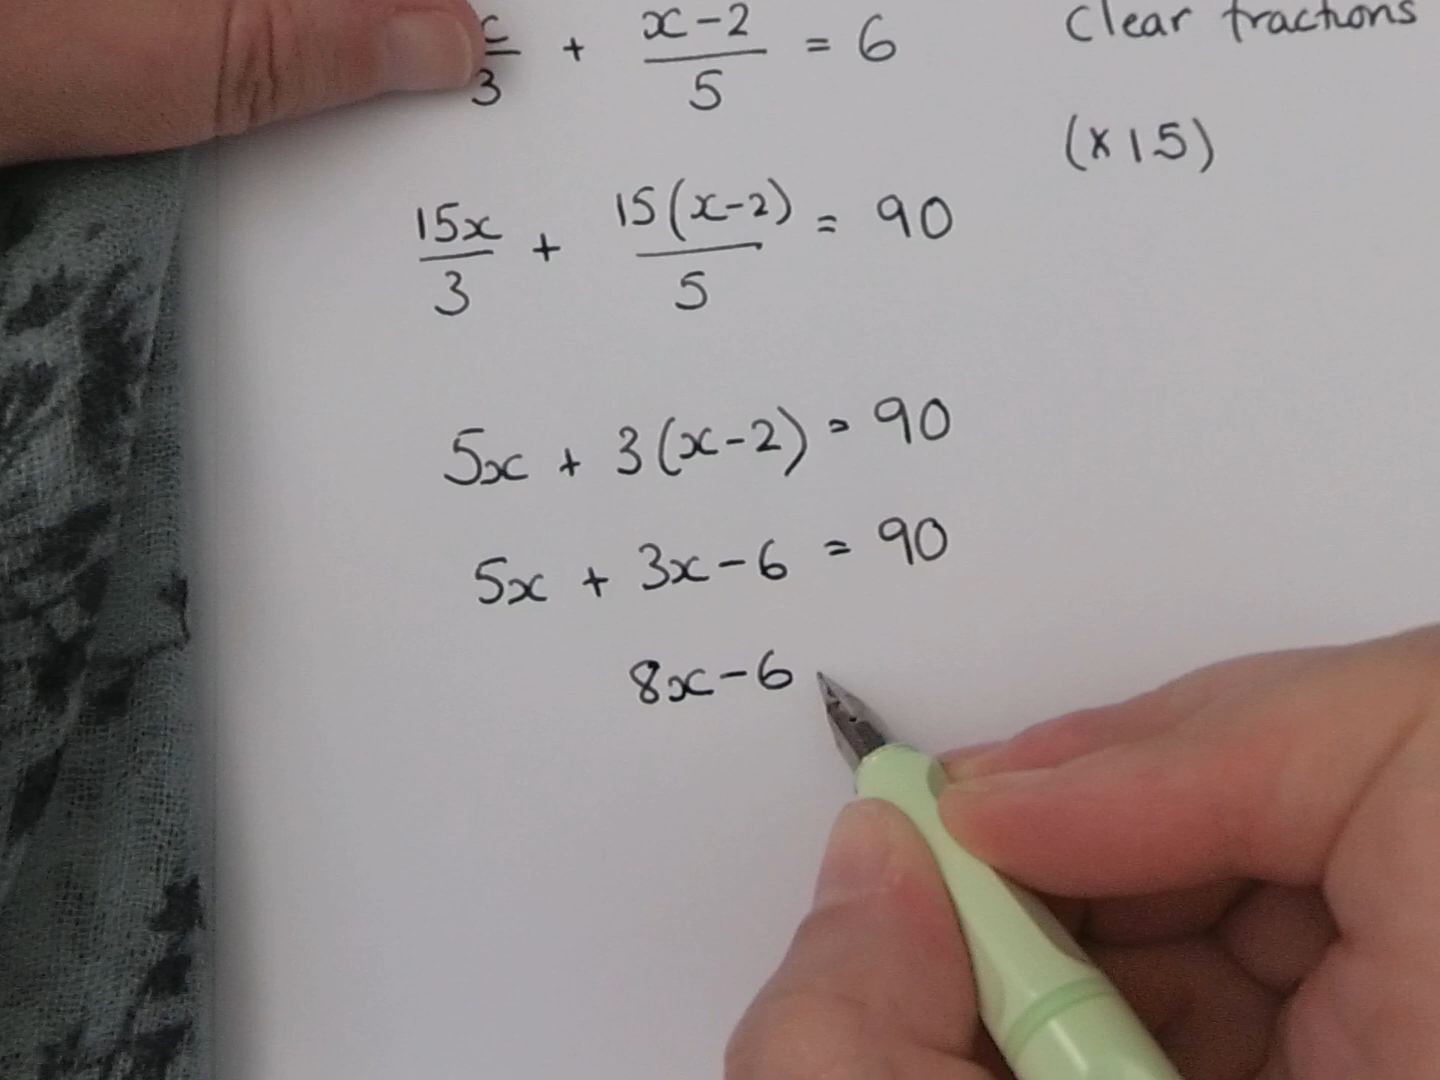 x/3 + (x-2)/5 = 6 Clear fractions
(×15)
15x/3 + 15(x-2)/5 = 90
5x + 3(x-2) = 90
5x + 3x-6 = 90
8x-6